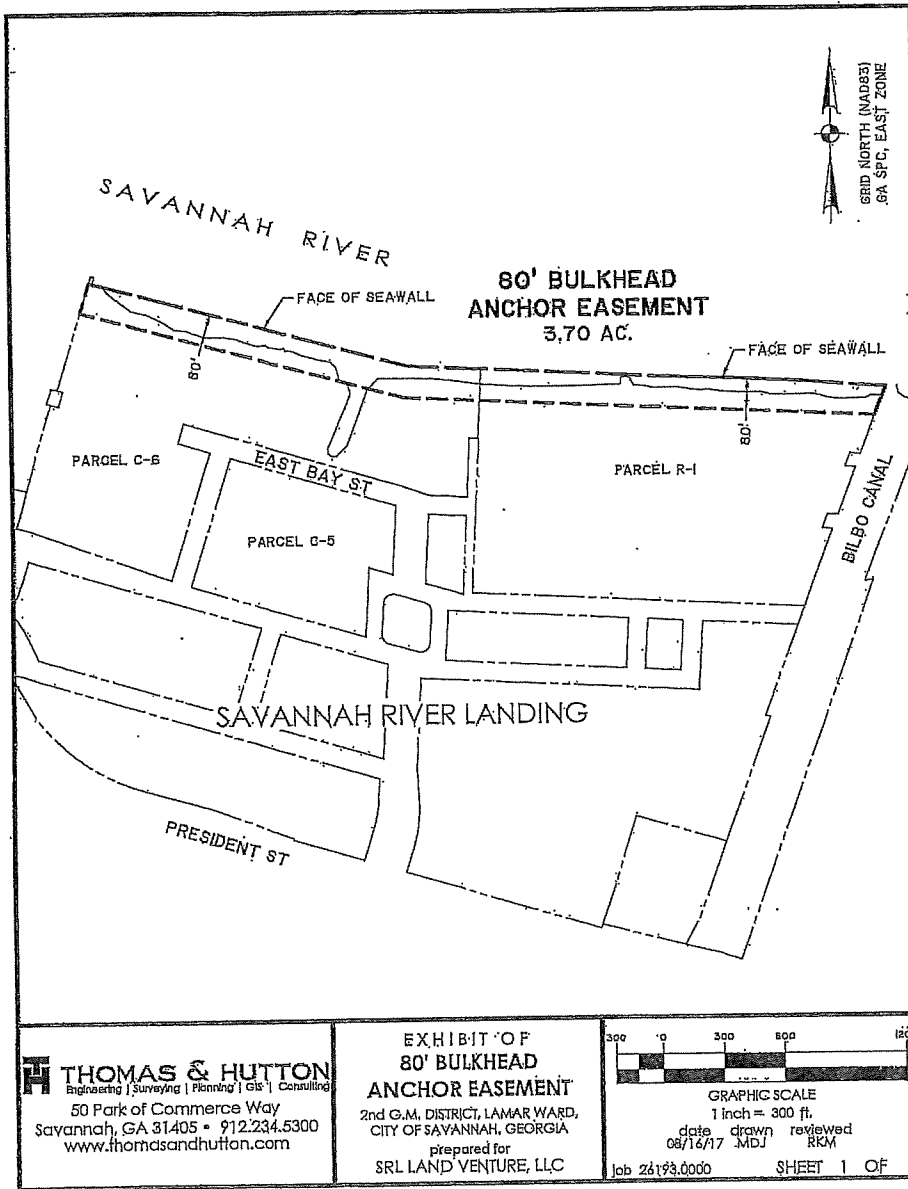 GRID NORTH (NAD83)
GA SPC, EAST ZONE
SAVANNAH RIVER
FACE OF SEAWALL
80' BULKHEAD
ANCHOR EASEMENT
3.70 AC.
FACE OF SEAWALL
80'
80'
PARCEL C-6
EAST BAY ST
PARCEL R-1
PARCEL C-5
BILBO CANAL
SAVANNAH RIVER LANDING
PRESIDENT ST
THOMAS & HUTTON
Engineering | Surveying | Planning | GIS | Consulting
50 Park of Commerce Way
Savannah, GA 31405 • 912.234.5300
www.thomasandhutton.com
EXHIBIT OF
80' BULKHEAD
ANCHOR EASEMENT
2nd G.M. DISTRICT, LAMAR WARD,
CITY OF SAVANNAH, GEORGIA
prepared for
SRL LAND VENTURE, LLC
300 0 300 600
GRAPHIC SCALE
1 inch = 300 ft.
date drawn reviewed
08/16/17 MDJ RKM
job 26193.0000 SHEET 1 OF